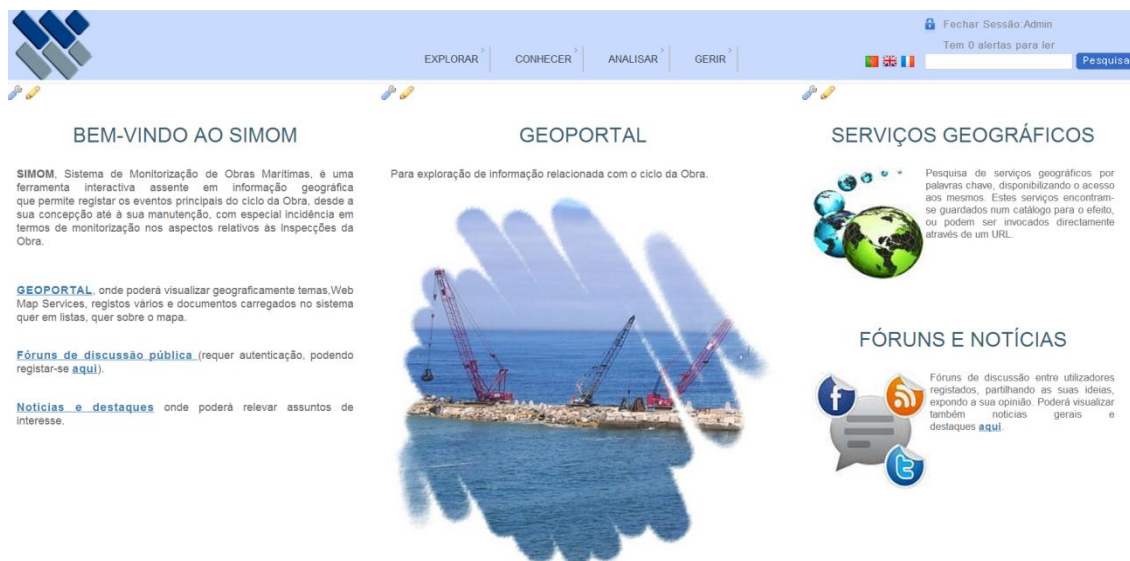 Fechar Sessão:Admin
Tem 0 alertas para ler
EXPLORAR
CONHECER
ANALISAR
GERIR
Pesquisa
BEM-VINDO AO SIMOM
SIMOM, Sistema de Monitorização de Obras Marítimas, é uma
ferramenta interactiva assente em informação geográfica
que permite registar os eventos principais do ciclo da Obra, desde a
sua concepção até à sua manutenção, com especial incidência em
termos de monitorização nos aspectos relativos às Inspecções da
Obra.
GEOPORTAL, onde poderá visualizar geograficamente temas,Web
Map Services, registos vários e documentos carregados no sistema
quer em listas, quer sobre o mapa.
Fóruns de discussão pública (requer autenticação, podendo
registar-se aqui).
Notícias e destaques onde poderá relevar assuntos de
interesse.
GEOPORTAL
Para exploração de informação relacionada com o ciclo da Obra.
SERVIÇOS GEOGRÁFICOS
Pesquisa de serviços geográficos por
palavras chave, disponibilizando o acesso
aos mesmos. Estes serviços encontram-
se guardados num catálogo para o efeito,
ou podem ser invocados directamente
através de um URL.
FÓRUNS E NOTÍCIAS
Fóruns de discussão entre utilizadores
registados, partilhando as suas ideias,
expondo a sua opinião. Poderá visualizar
também noticias gerais e
destaques aqui.